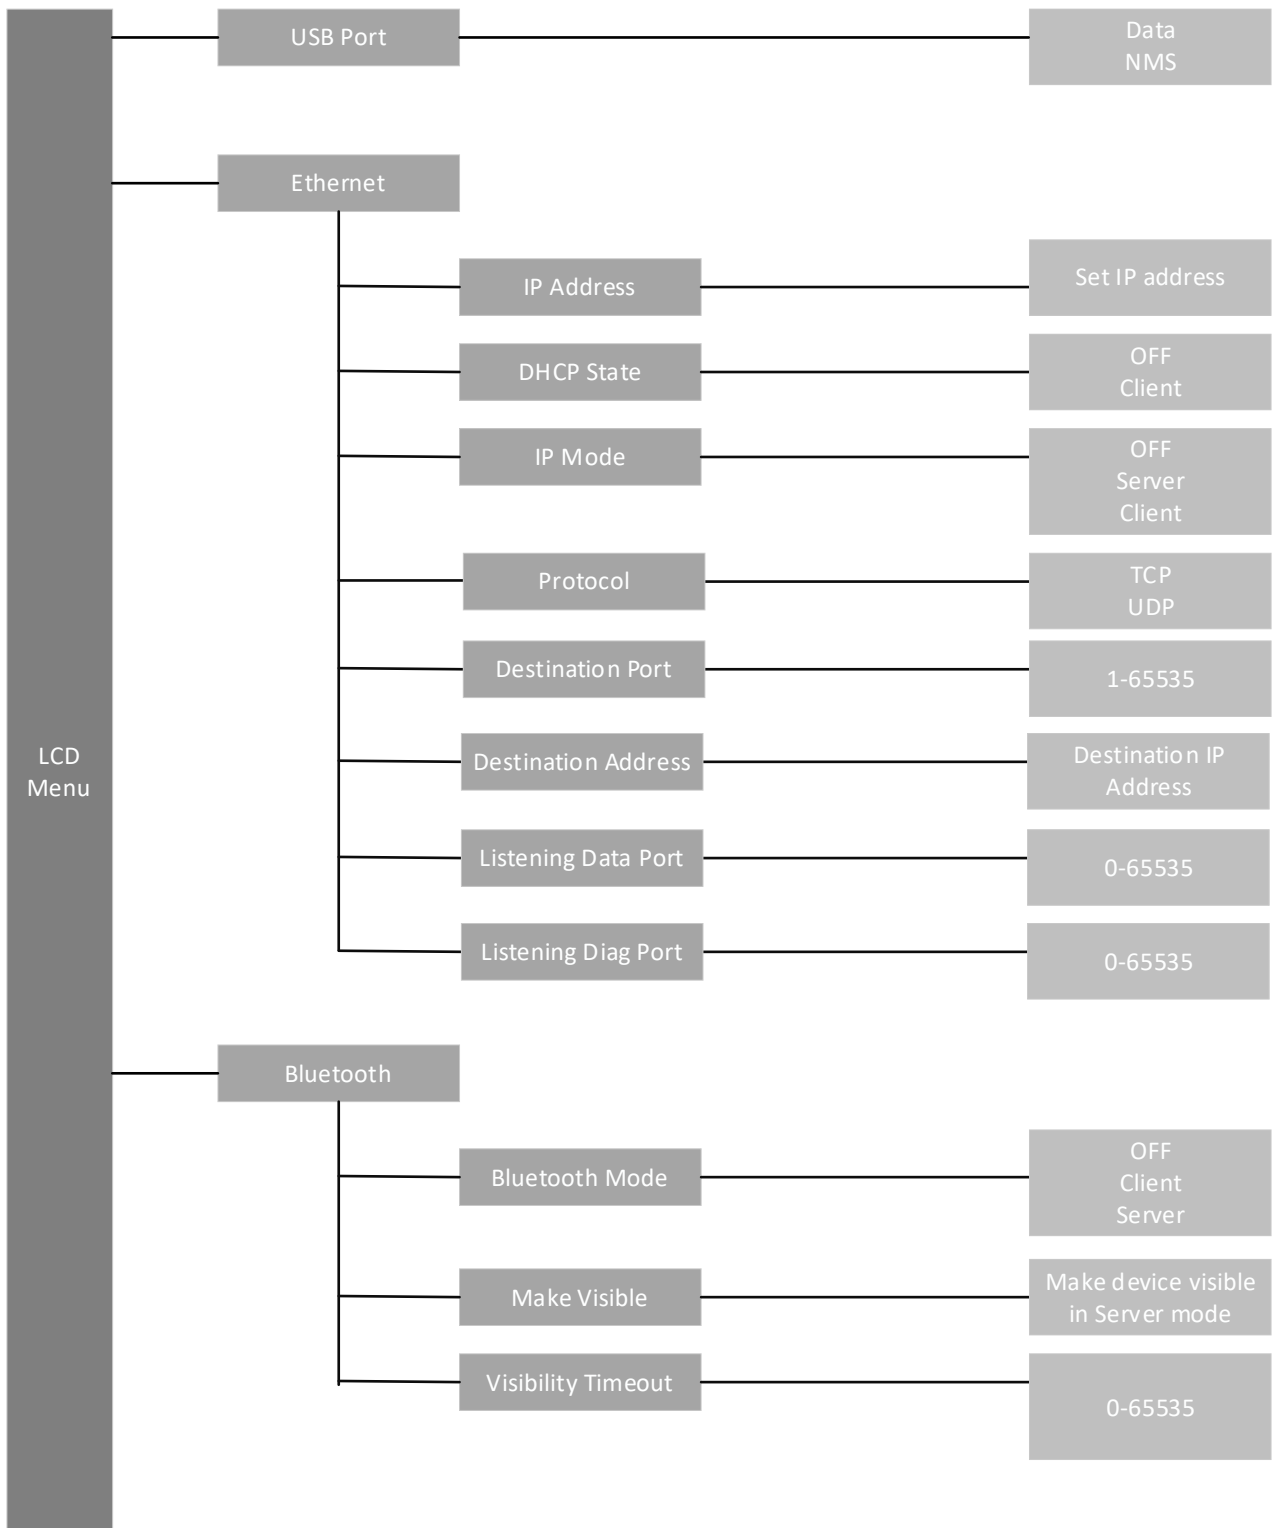 LCD
Menu
USB Port
Data
NMS
Ethernet
IP Address
Set IP address
DHCP State
OFF
Client
IP Mode
OFF
Server
Client
Protocol
TCP
UDP
Destination Port
1-65535
Destination Address
Destination IP
Address
Listening Data Port
0-65535
Listening Diag Port
0-65535
Bluetooth
Bluetooth Mode
OFF
Client
Server
Make Visible
Make device visible
in Server mode
Visibility Timeout
0-65535